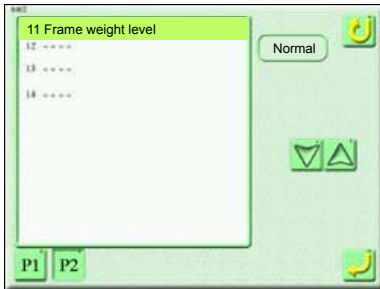 11 Frame weight level
Normal
12 ----
13 ----
14 ----
P1 P2